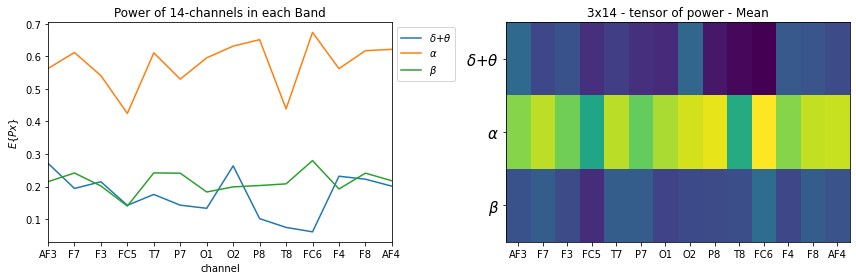 Power of 14-channels in each Band
E{Px}
0.7
0.6
0.5
0.4
0.3
0.2
0.1
AF3 F7 F3 FC5 T7 P7 O1 O2 P8 T8 FC6 F4 F8 AF4
channel
δ+θ
α
β
3x14 - tensor of power - Mean
δ+θ
α
β
AF3 F7 F3 FC5 T7 P7 O1 O2 P8 T8 FC6 F4 F8 AF4